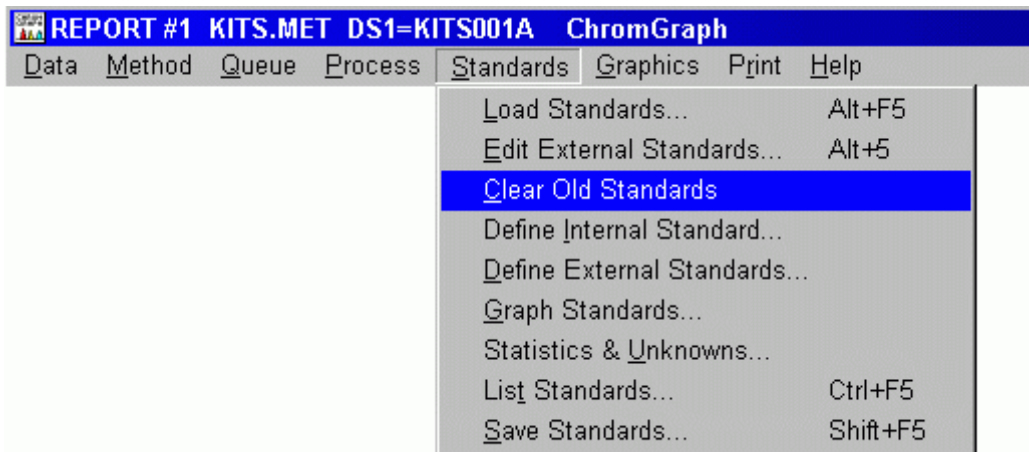 REPORT #1 KITS.MET DS1=KITS001A ChromGraph
Data Method Queue Process Standards Graphics Print Help
Load Standards... Alt+F5
Edit External Standards... Alt+5
Clear Old Standards
Define Internal Standard...
Define External Standards...
Graph Standards...
Statistics & Unknowns...
List Standards... Ctrl+F5
Save Standards... Shift+F5